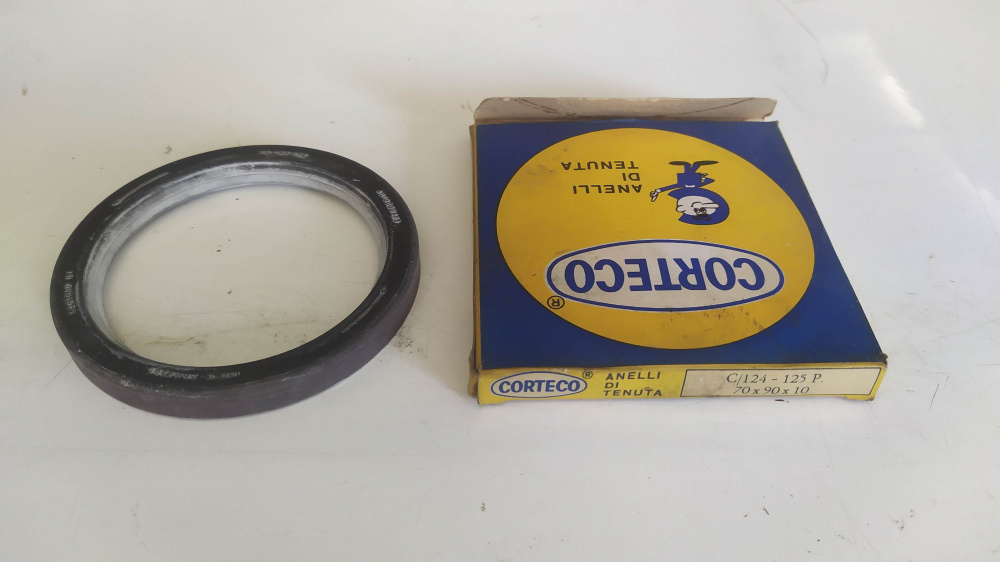 ANELLI
DI
TENUTA
CORTECO
®
CORTECO®
ANELLI
DI
TENUTA
C/124 - 125 P.
70 x 90 x 10